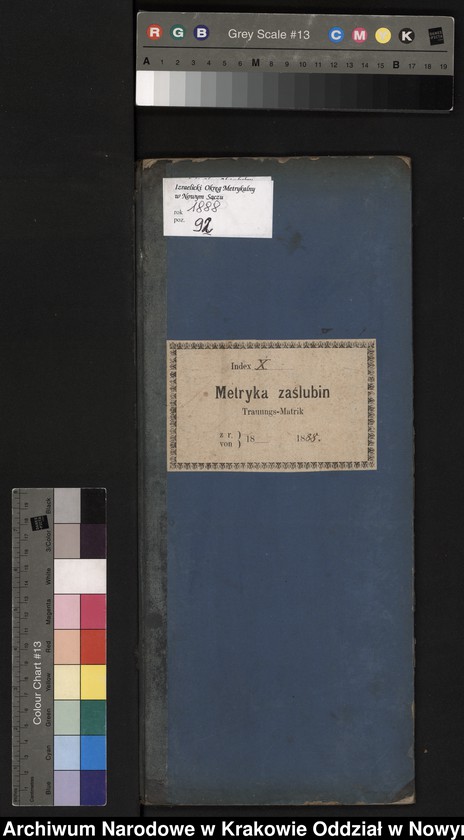 R G B Grey Scale #13 C M Y K
A 1 2 3 4 5 6 M 8 9 10 11 12 13 14 15 B 17 18 19
Izraelicki Okręg Metrykalny
w Nowym Sączu
rok 1888
poz. 92
Index X
Metryka zaślubin
Trauungs-Matrik
z r. } 18 1888.
von
Colour Chart #13
Blue Cyan Green Yellow Red Magenta White 3/Color Black
Archiwum Narodowe w Krakowie Oddział w Nowy